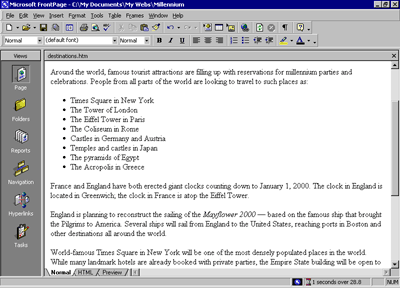 Microsoft FrontPage - C:\My Documents\My Webs\Millennium
File Edit View Insert Format Tools Table Frames Window Help
Normal (default font) Normal B I U
Views
destinations.htm
Page
Folders
Reports
Navigation
Hyperlinks
Tasks
Around the world, famous tourist attractions are filling up with reservations for millennium parties and
celebrations. People from all parts of the world are looking to travel to such places as:
• Times Square in New York
• The Tower of London
• The Eiffel Tower in Paris
• The Coliseum in Rome
• Castles in Germany and Austria
• Temples and castles in Japan
• The pyramids of Egypt
• The Acropolis in Greece
France and England have both erected giant clocks counting down to January 1, 2000. The clock in England is
located in Greenwich, the clock in France is atop the Eiffel Tower.
England is planning to reconstruct the sailing of the Mayflower 2000 — based on the famous ship that brought
the Pilgrims to America. Several ships will sail from England to the United States, reaching ports in Boston and
other destinations all around the world.
World-famous Times Square in New York will be one of the most densely populated places in the world.
While many landmark hotels are already booked with private parties, the Empire State building will be open to
Normal HTML Preview
1 seconds over 28.8
NUM